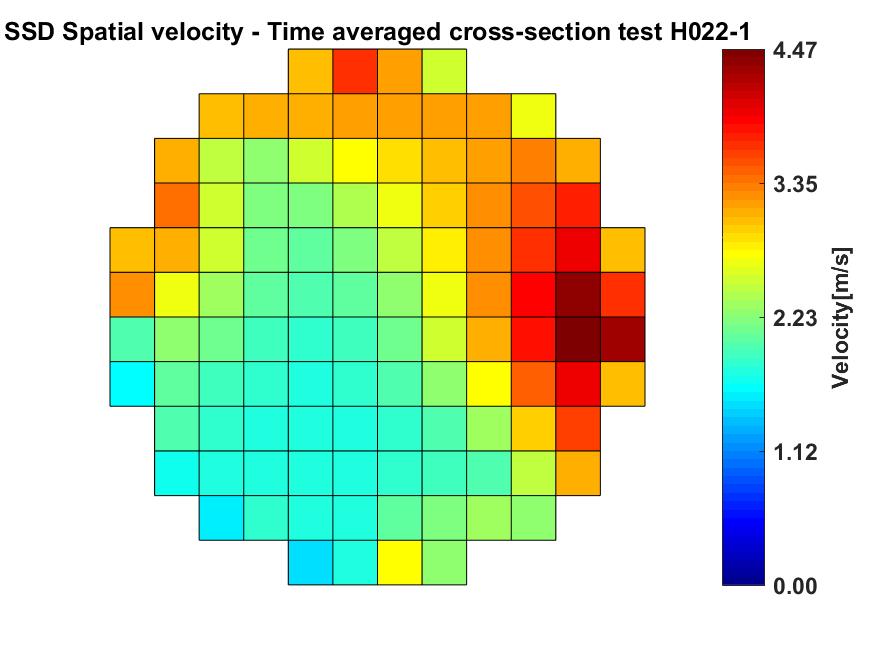 SSD Spatial velocity - Time averaged cross-section test H022-1
4.47
3.35
2.23
1.12
0.00
Velocity[m/s]